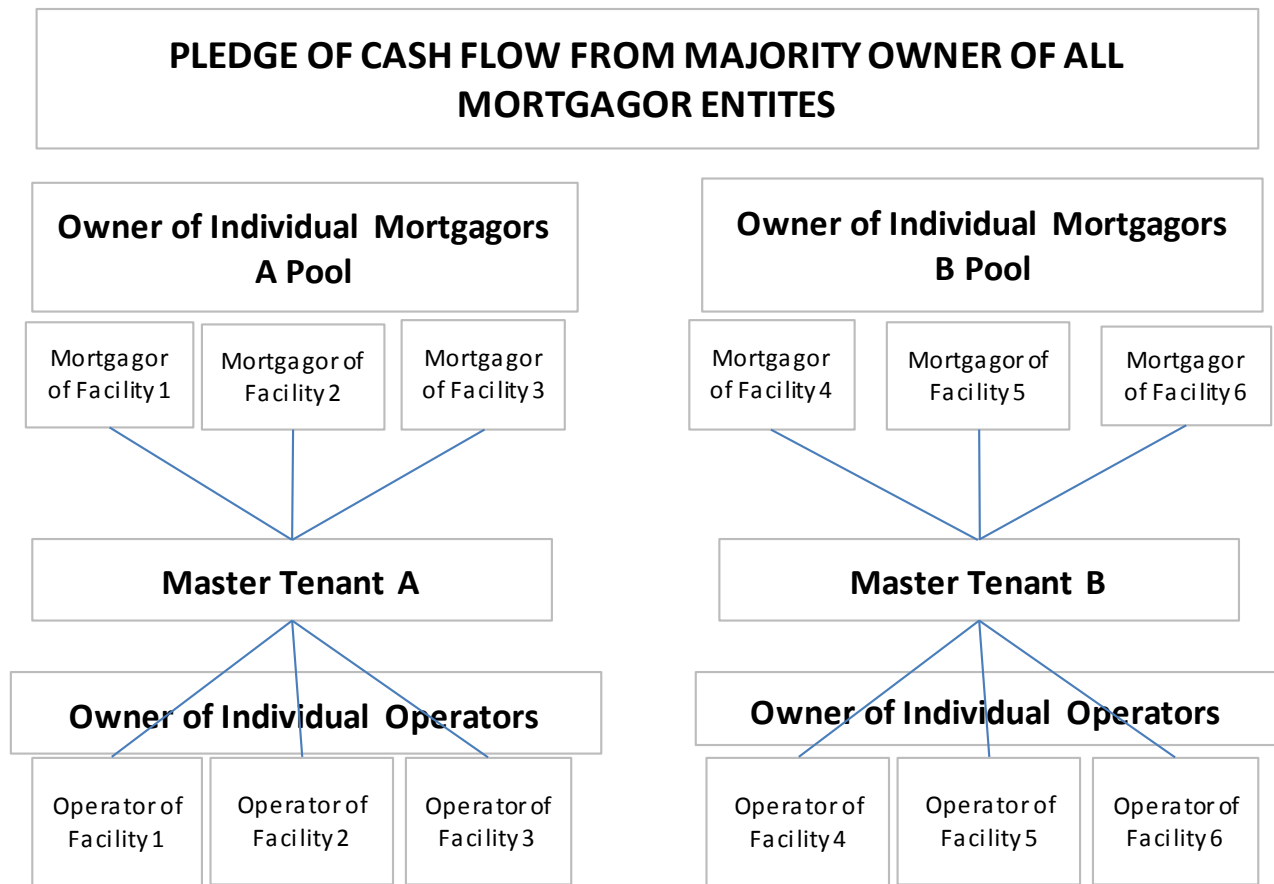 PLEDGE OF CASH FLOW FROM MAJORITY OWNER OF ALL
MORTGAGOR ENTITES
Owner of Individual Mortgagors
A Pool
Owner of Individual Mortgagors
B Pool
Mortgagor
of Facility 1
Mortgagor of
Facility 2
Mortgagor
of Facility 3
Mortgagor
of Facility 4
Mortgagor of
Facility 5
Mortgagor
of Facility 6
Master Tenant A
Master Tenant B
Owner of Individual Operators
Owner of Individual Operators
Operator of
Facility 1
Operator of
Facility 2
Operator of
Facility 3
Operator of
Facility 4
Operator of
Facility 5
Operator of
Facility 6